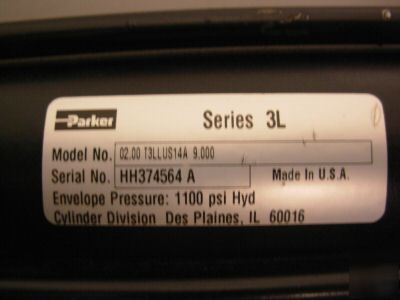 Parker Series 3L
Model No. 02.00 T3LLUS14A 9.000
Serial No. HH374564 A Made In U.S.A.
Envelope Pressure: 1100 psi Hyd
Cylinder Division Des Plaines, IL 60016